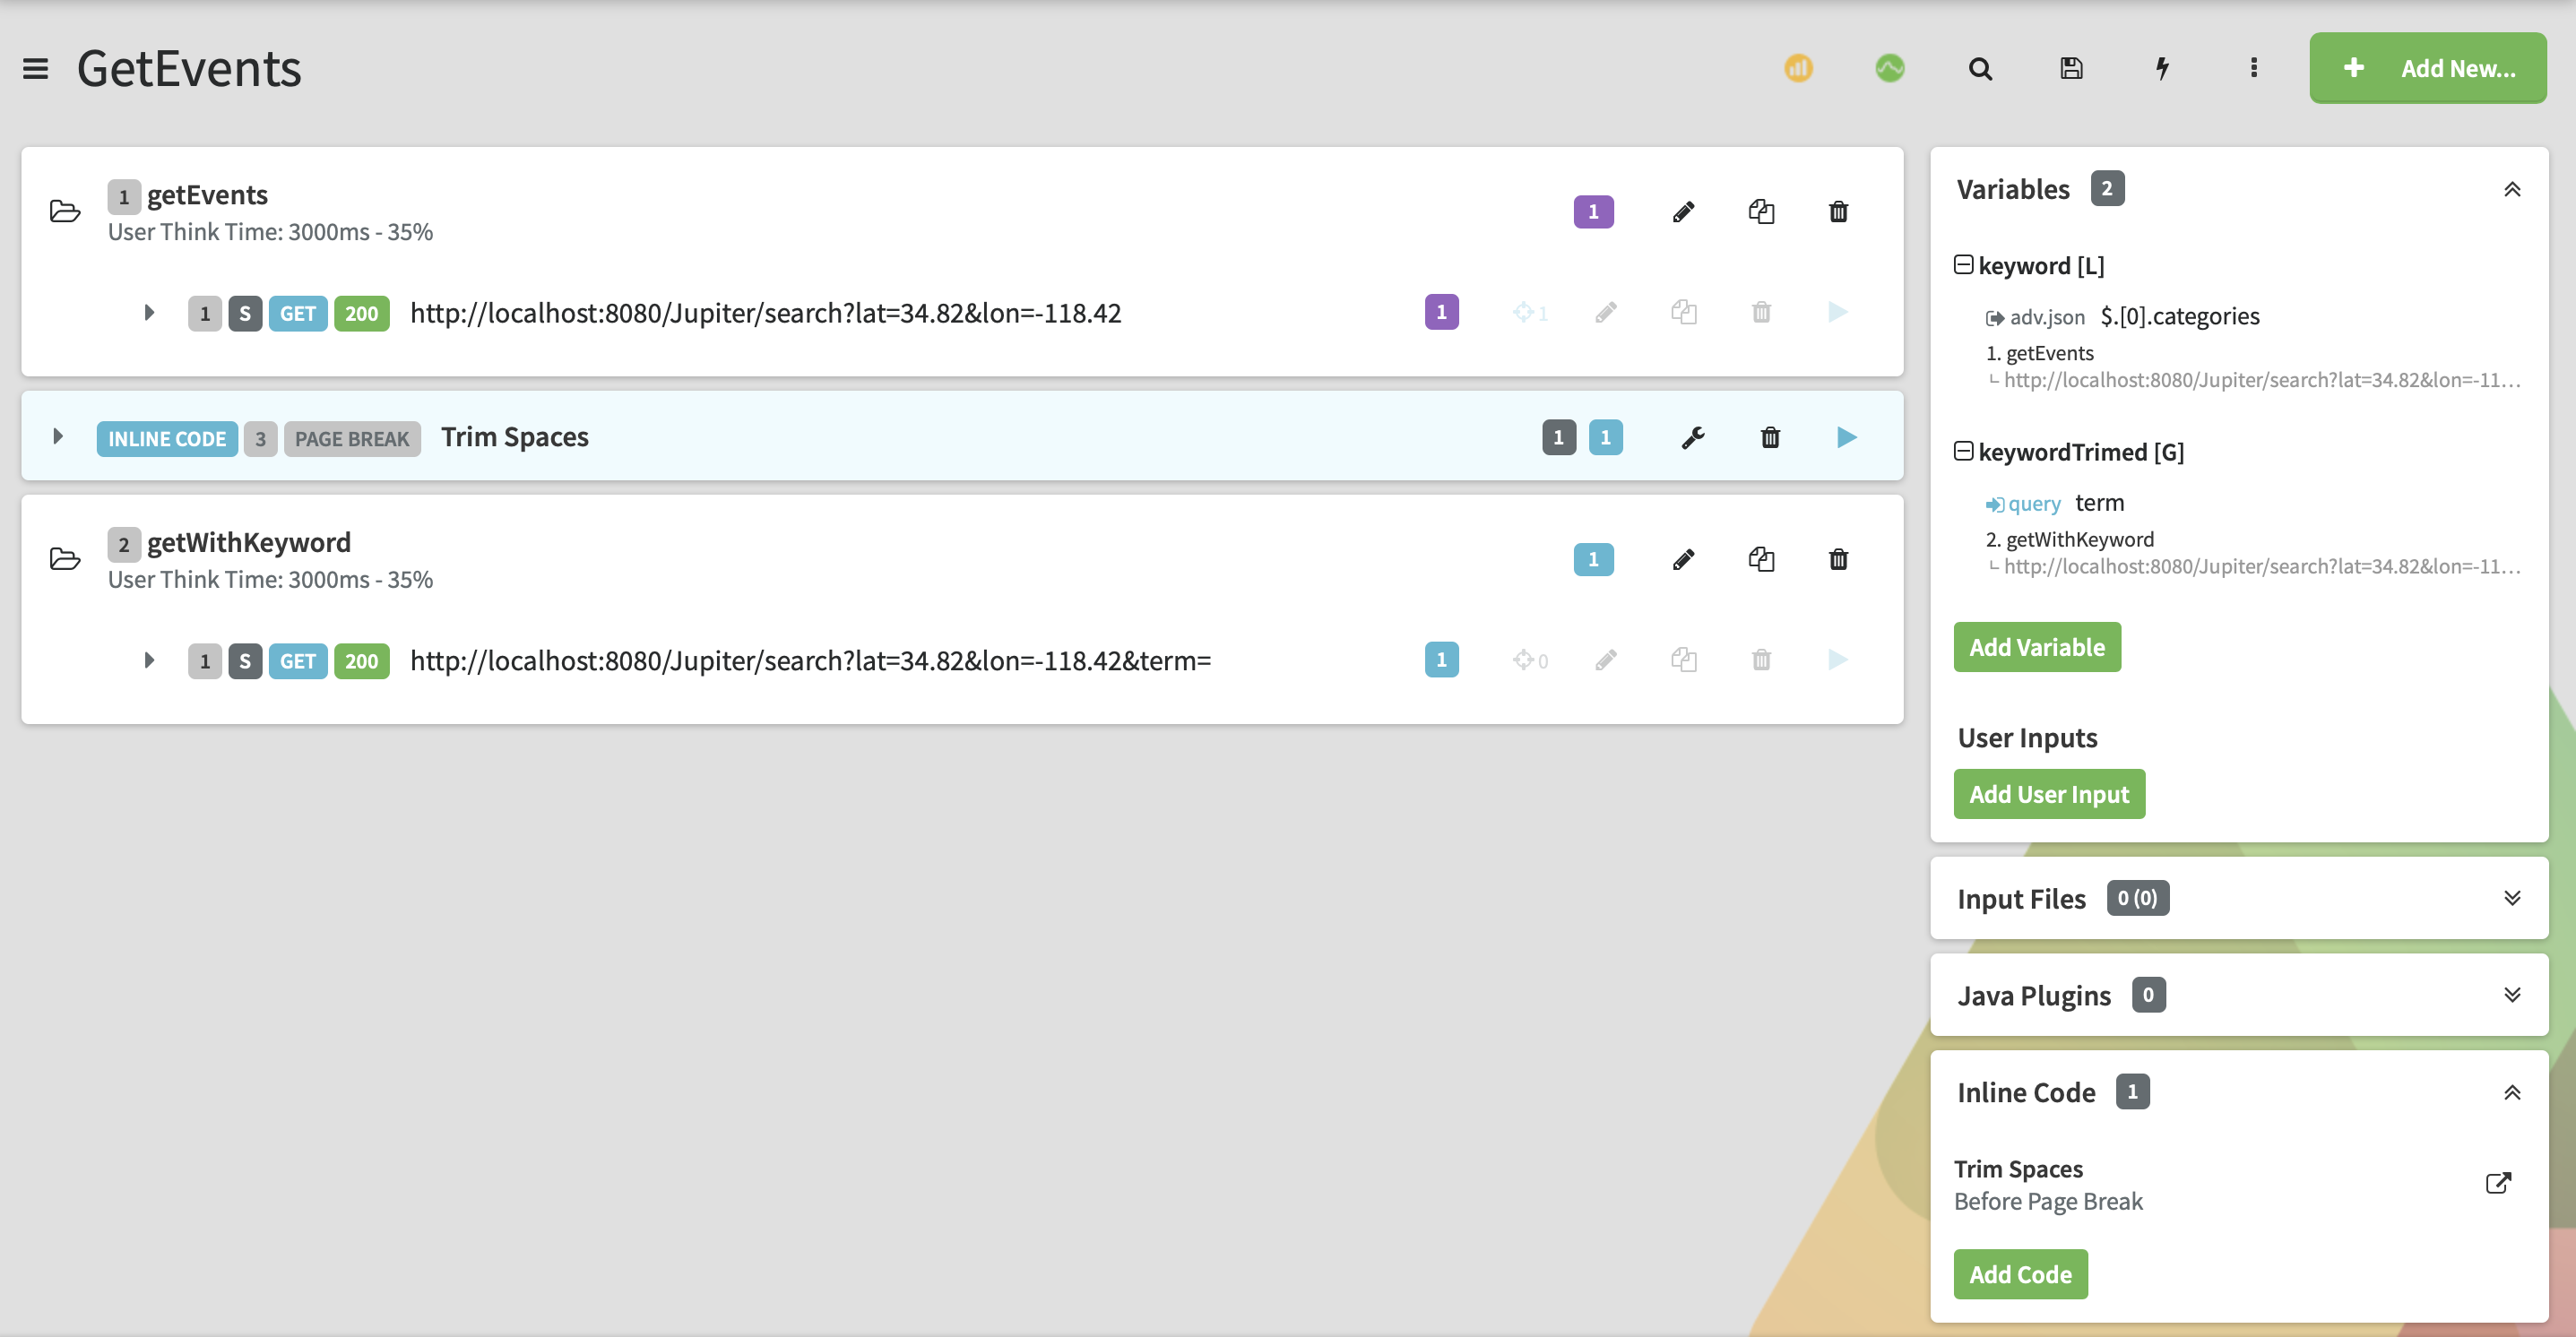 GetEvents
Add New...
1 getEvents
1
User Think Time: 3000ms - 35%
1 S GET 200 http://localhost:8080/Jupiter/search?lat=34.82&lon=-118.42 1 1
INLINE CODE 3 PAGE BREAK Trim Spaces 1 1
2 getWithKeyword
1
User Think Time: 3000ms - 35%
1 S GET 200 http://localhost:8080/Jupiter/search?lat=34.82&lon=-118.42&term= 1 0
Variables 2
keyword [L]
adv.json $.[0].categories
1. getEvents
http://localhost:8080/Jupiter/search?lat=34.82&lon=-11...
keywordTrimed [G]
query term
2. getWithKeyword
http://localhost:8080/Jupiter/search?lat=34.82&lon=-11...
Add Variable
User Inputs
Add User Input
Input Files 0 (0)
Java Plugins 0
Inline Code 1
Trim Spaces
Before Page Break
Add Code